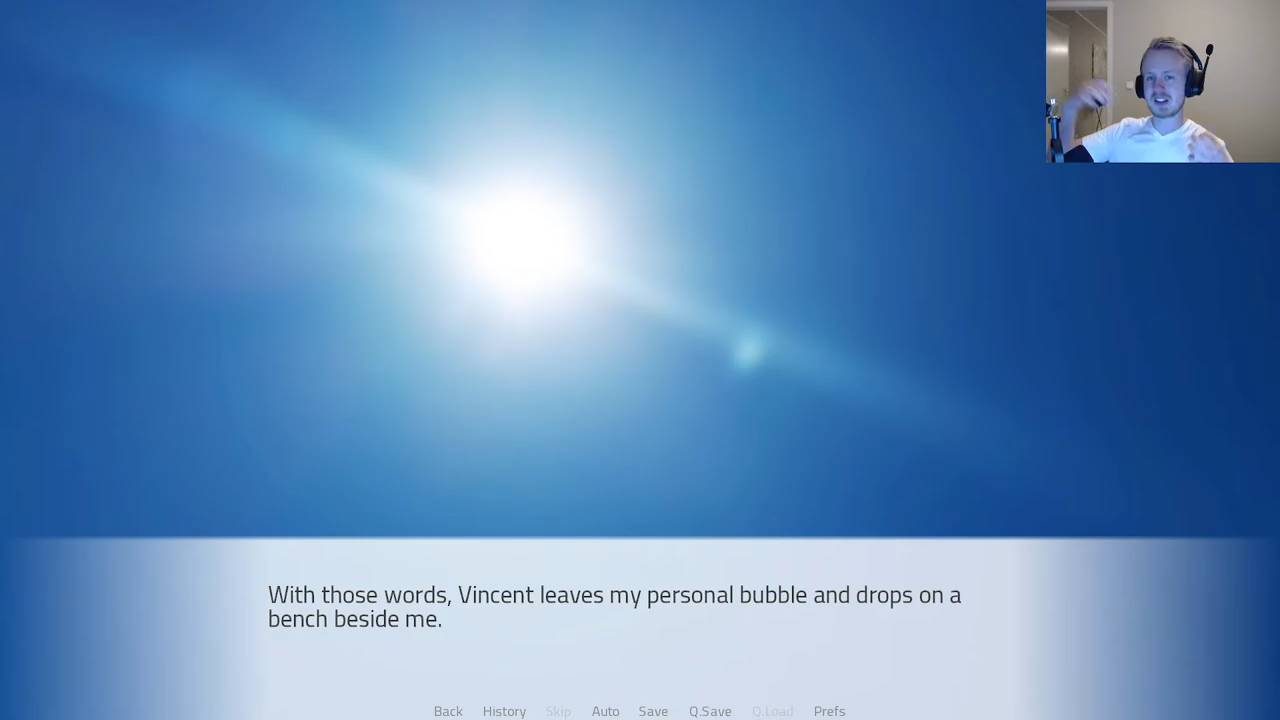 With those words, Vincent leaves my personal bubble and drops on a
bench beside me.
Back History Skip Auto Save Q.Save Q.Load Prefs